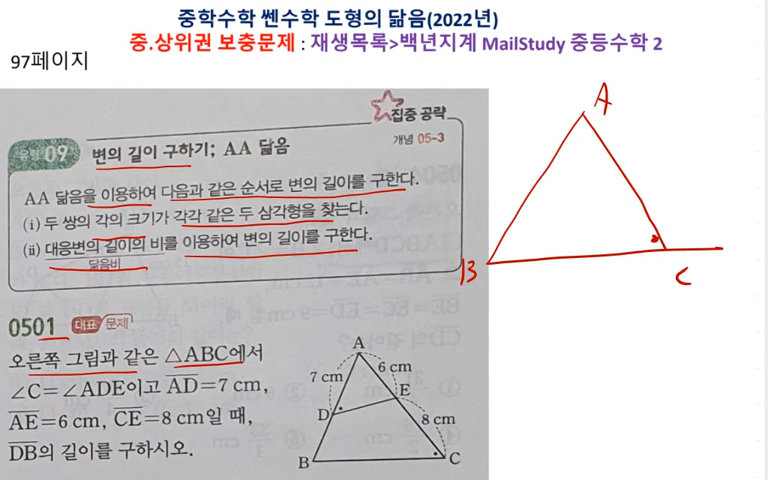 중학수학 쎈수학 도형의 닮음(2022년)
중.상위권 보충문제 : 재생목록>백년지계 MailStudy 중등수학 2
97페이지
집중 공략
유형 09 변의 길이 구하기; AA 닮음
개념 05-3
AA 닮음을 이용하여 다음과 같은 순서로 변의 길이를 구한다.
(i) 두 쌍의 각의 크기가 각각 같은 두 삼각형을 찾는다.
(ii) 대응변의 길이의 비를 이용하여 변의 길이를 구한다.
닮음비
0501 대표 문제
오른쪽 그림과 같은 △ABC에서
∠C=∠ADE이고 AD=7 cm,
AE=6 cm, CE=8 cm일 때,
DB의 길이를 구하시오.
A
7 cm
6 cm
D
E
8 cm
B
C
A
B
C